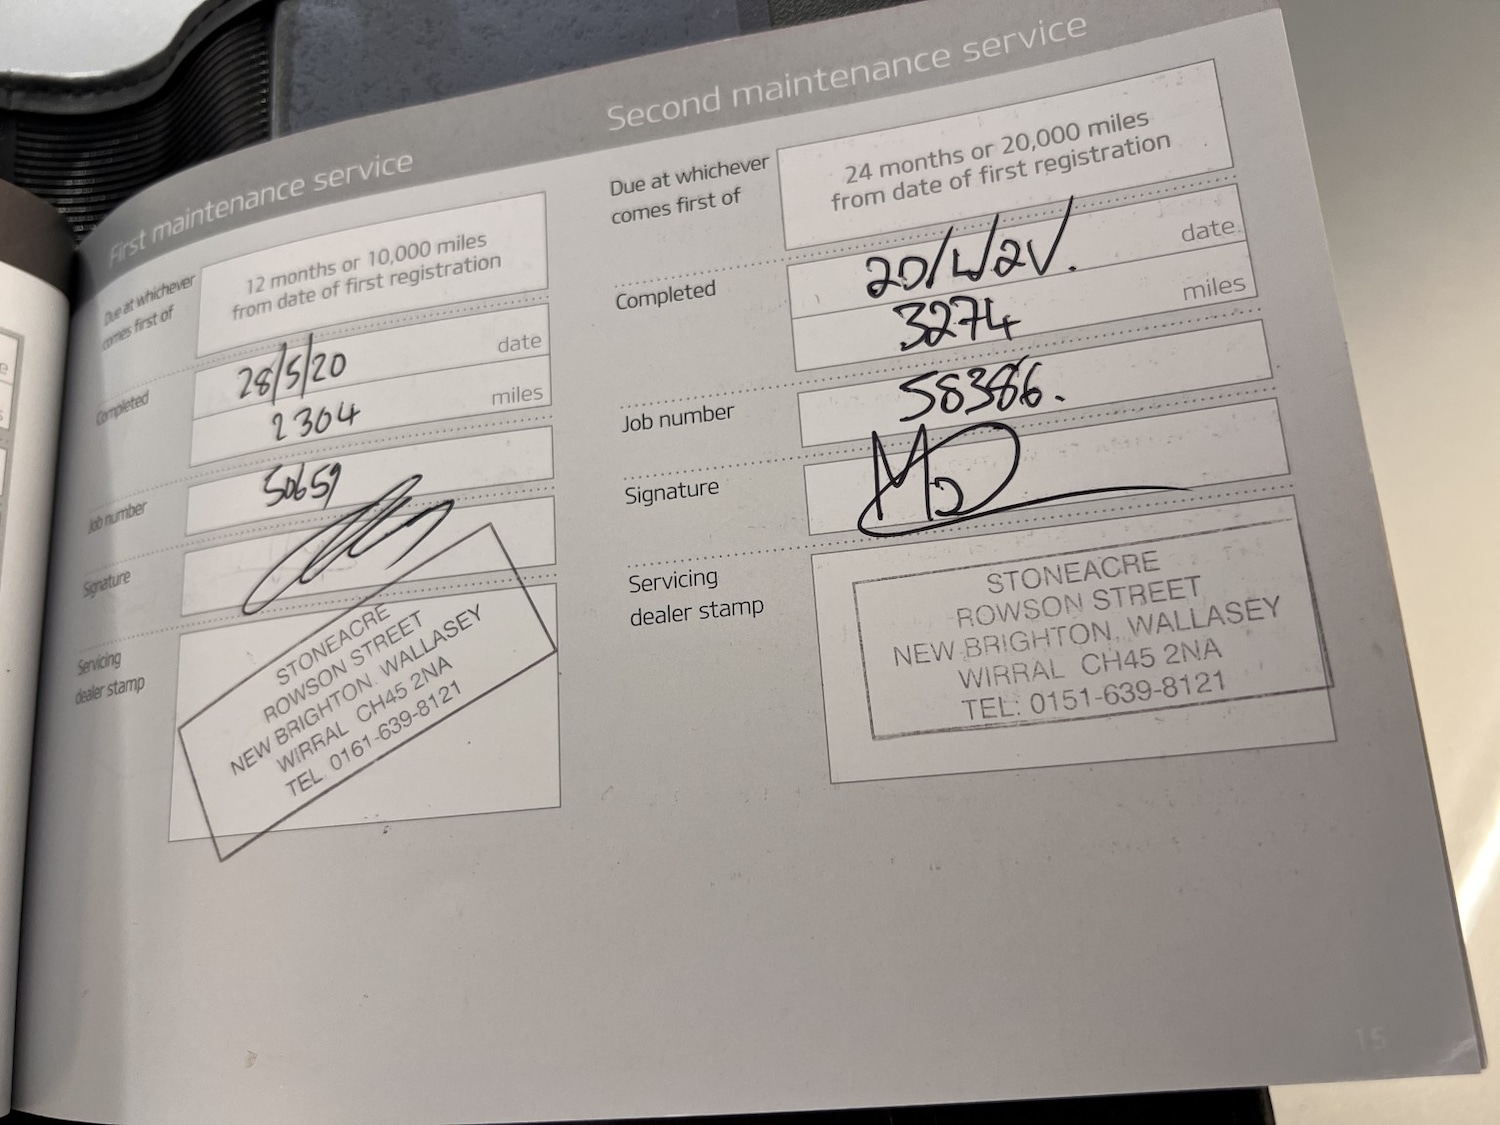 First maintenance service
Due at whichever
comes first of
12 months or 10,000 miles
from date of first registration
Completed
28/5/20
date
2304
miles
Job number
50659
Signature
Servicing
dealer stamp
STONEACRE
ROWSON STREET
NEW BRIGHTON, WALLASEY
WIRRAL CH45 2NA
TEL 0161-639-8121
Second maintenance service
Due at whichever
comes first of
24 months or 20,000 miles
from date of first registration
Completed
date
3274
miles
Job number
58386.
Signature
Servicing
dealer stamp
STONEACRE
ROWSON STREET
NEW BRIGHTON, WALLASEY
WIRRAL CH45 2NA
TEL: 0151-639-8121
15